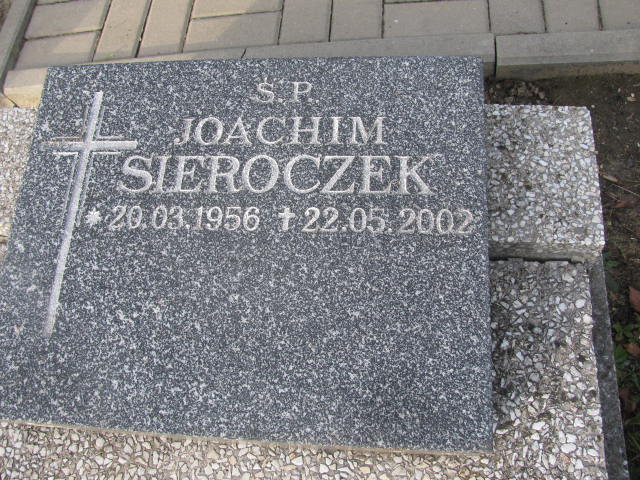 Ś.P.
JOACHIM
SIEROCZEK
* 20.03.1956 † 22.05.2002